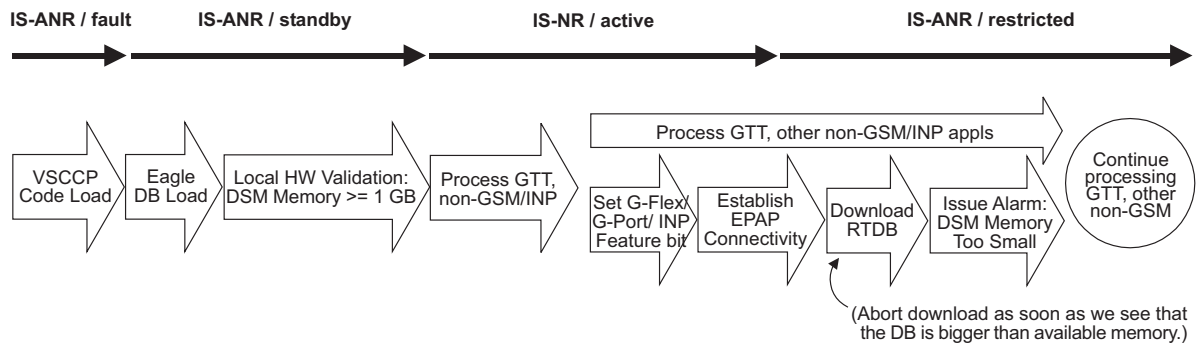 IS-ANR / fault
IS-ANR / standby
IS-NR / active
IS-ANR / restricted
Process GTT, other non-GSM/INP appls
VSCCP
Code Load
Eagle
DB Load
Local HW Validation:
DSM Memory >= 1 GB
Process GTT,
non-GSM/INP
Set G-Flex/
G-Port/ INP
Feature bit
Establish
EPAP
Connectivity
Download
RTDB
Issue Alarm:
DSM Memory
Too Small
Continue
processing
GTT, other
non-GSM
(Abort download as soon as we see that
the DB is bigger than available memory.)